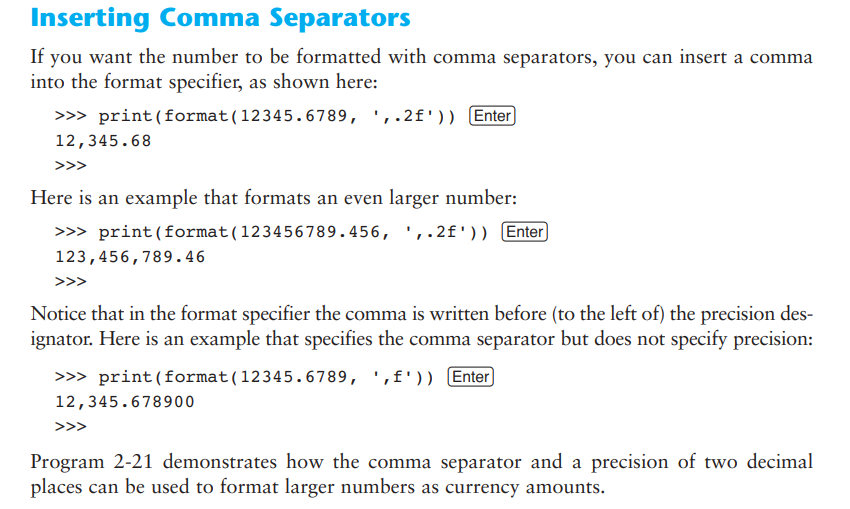 Inserting Comma Separators
If you want the number to be formatted with comma separators, you can insert a comma
into the format specifier, as shown here:
>>> print(format(12345.6789, ',.2f')) Enter
12,345.68
>>>
Here is an example that formats an even larger number:
>>> print(format(123456789.456, ',.2f')) Enter
123,456,789.46
>>>
Notice that in the format specifier the comma is written before (to the left of) the precision des-
ignator. Here is an example that specifies the comma separator but does not specify precision:
>>> print(format(12345.6789, ',f')) Enter
12,345.678900
>>>
Program 2-21 demonstrates how the comma separator and a precision of two decimal
places can be used to format larger numbers as currency amounts.